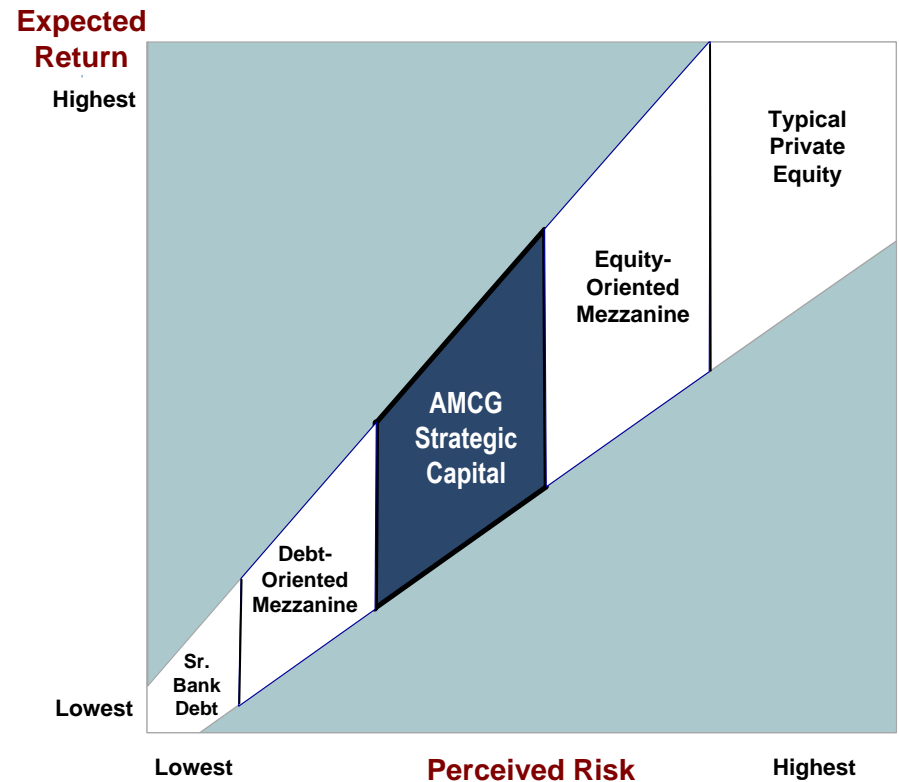 Expected
Return
Highest
Typical
Private
Equity
Equity-
Oriented
Mezzanine
AMCG
Strategic
Capital
Debt-
Oriented
Mezzanine
Sr.
Bank
Debt
Lowest
Lowest
Perceived Risk
Highest